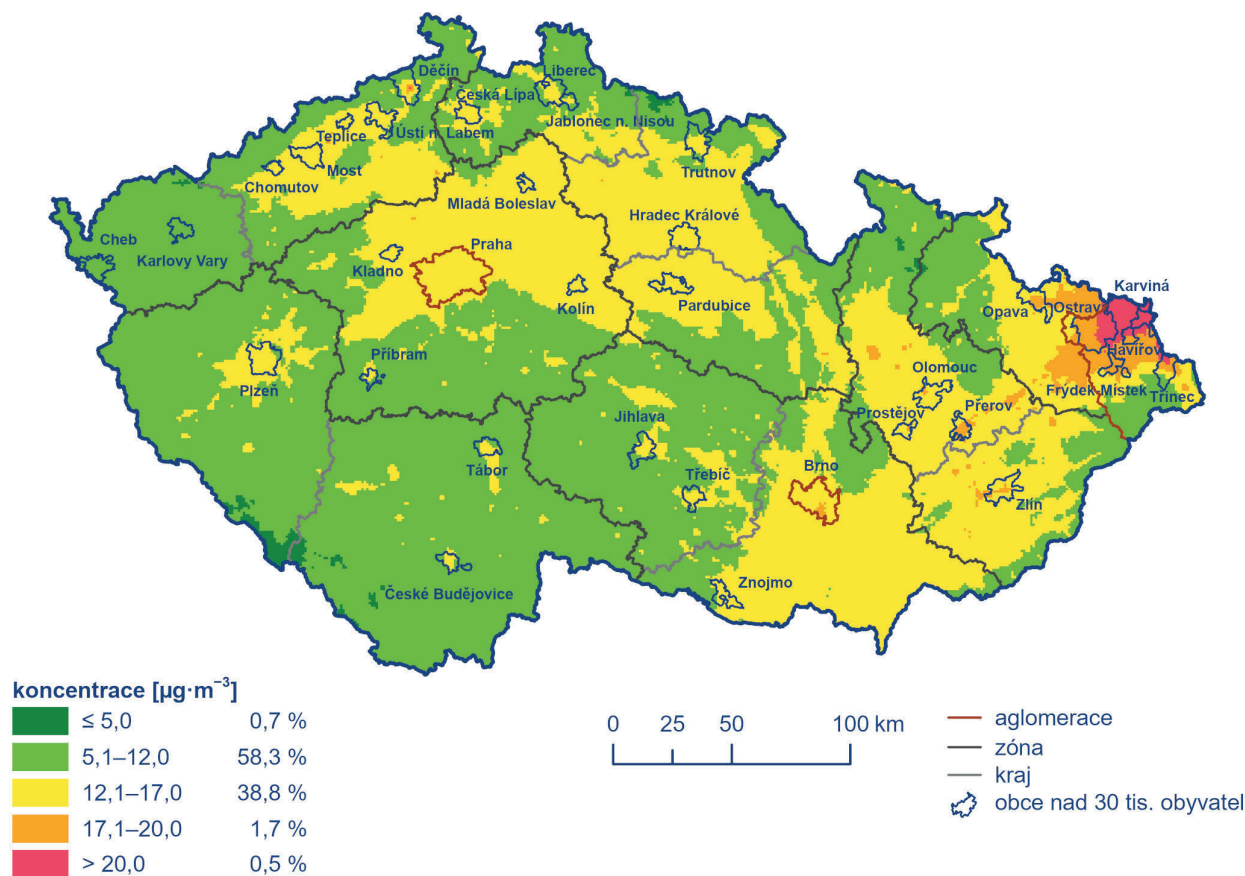 Děčín
Liberec
Česká Lípa
Teplice
Ústí n. Labem
Jablonec n. Nisou
Most
Chomutov
Trutnov
Mladá Boleslav
Hradec Králové
Cheb
Karlovy Vary
Praha
Kladno
Kolín
Pardubice
Karviná
Opava
Ostrava
Havířov
Plzeň
Příbram
Olomouc
Frýdek Místek
Třinec
Prostějov
Přerov
Jihlava
Tábor
Třebíč
Brno
Zlín
České Budějovice
Znojmo
koncentrace [µg·m⁻³]
≤ 5,0 0,7 %
5,1–12,0 58,3 %
12,1–17,0 38,8 %
17,1–20,0 1,7 %
> 20,0 0,5 %
0 25 50 100 km
aglomerace
zóna
kraj
obce nad 30 tis. obyvatel